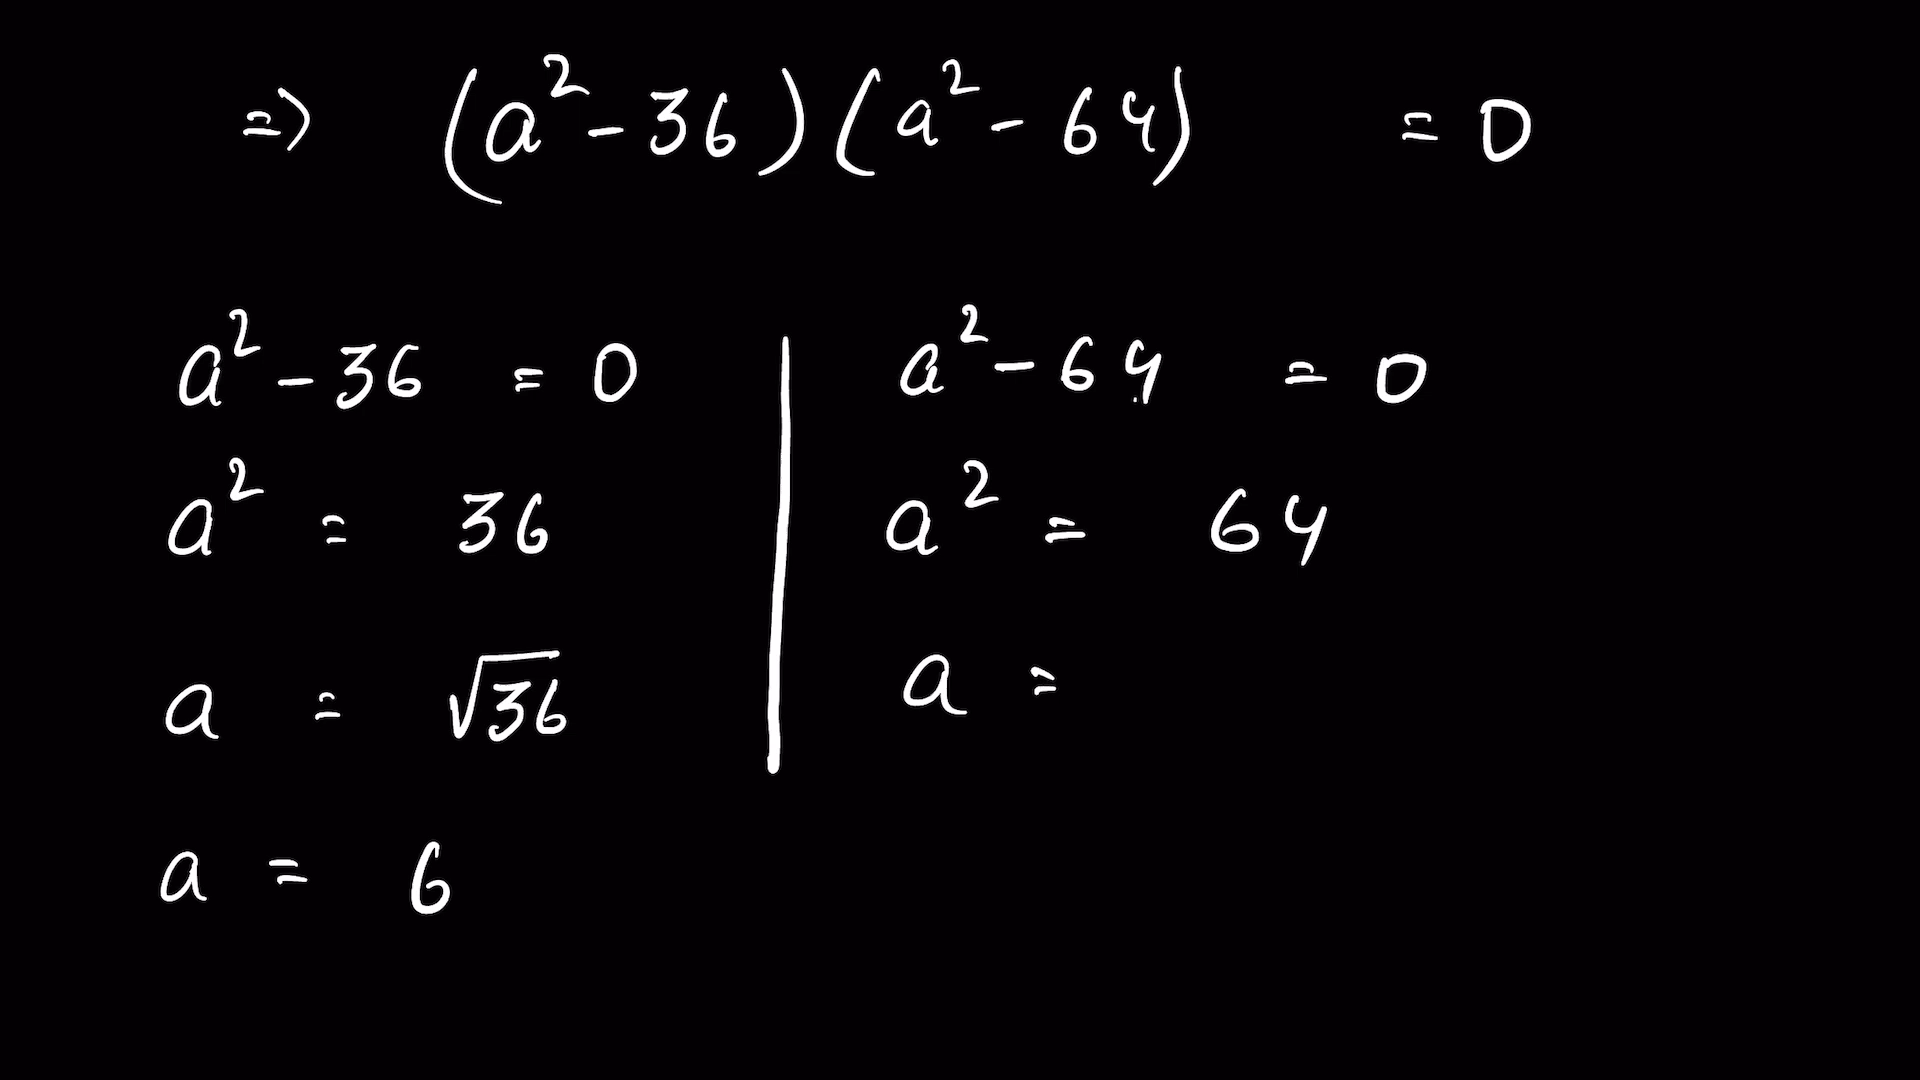 ⇒ (a² - 36)(a² - 64) = 0
a² - 36 = 0
a² = 36
a = √36
a = 6
a² - 64 = 0
a² = 64
a =